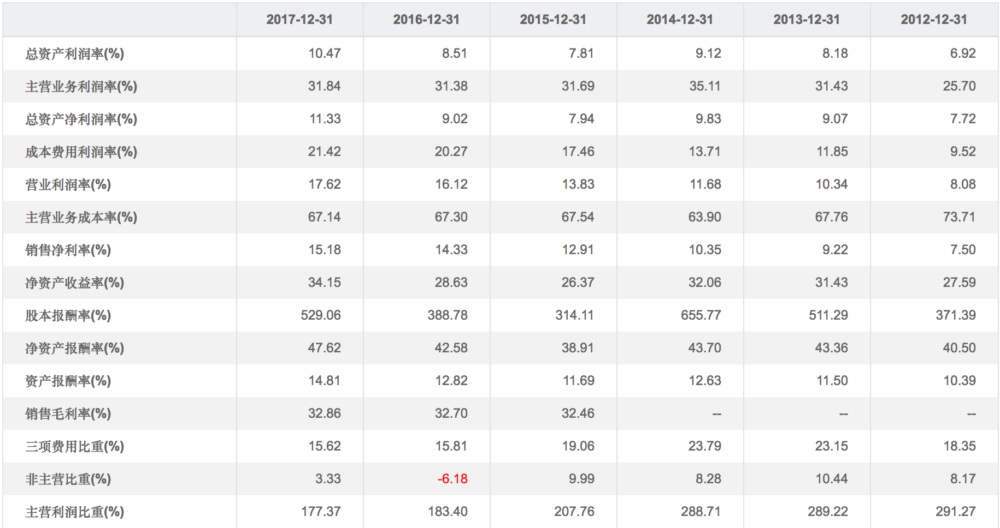 2017-12-31 2016-12-31 2015-12-31 2014-12-31 2013-12-31 2012-12-31
总资产利润率(%) 10.47 8.51 7.81 9.12 8.18 6.92
主营业务利润率(%) 31.84 31.38 31.69 35.11 31.43 25.70
总资产净利润率(%) 11.33 9.02 7.94 9.83 9.07 7.72
成本费用利润率(%) 21.42 20.27 17.46 13.71 11.85 9.52
营业利润率(%) 17.62 16.12 13.83 11.68 10.34 8.08
主营业务成本率(%) 67.14 67.30 67.54 63.90 67.76 73.71
销售净利率(%) 15.18 14.33 12.91 10.35 9.22 7.50
净资产收益率(%) 34.15 28.63 26.37 32.06 31.43 27.59
股本报酬率(%) 529.06 388.78 314.11 655.77 511.29 371.39
净资产报酬率(%) 47.62 42.58 38.91 43.70 43.36 40.50
资产报酬率(%) 14.81 12.82 11.69 12.63 11.50 10.39
销售毛利率(%) 32.86 32.70 32.46 -- -- --
三项费用比重(%) 15.62 15.81 19.06 23.79 23.15 18.35
非主营比重(%) 3.33 -6.18 9.99 8.28 10.44 8.17
主营利润比重(%) 177.37 183.40 207.76 288.71 289.22 291.27